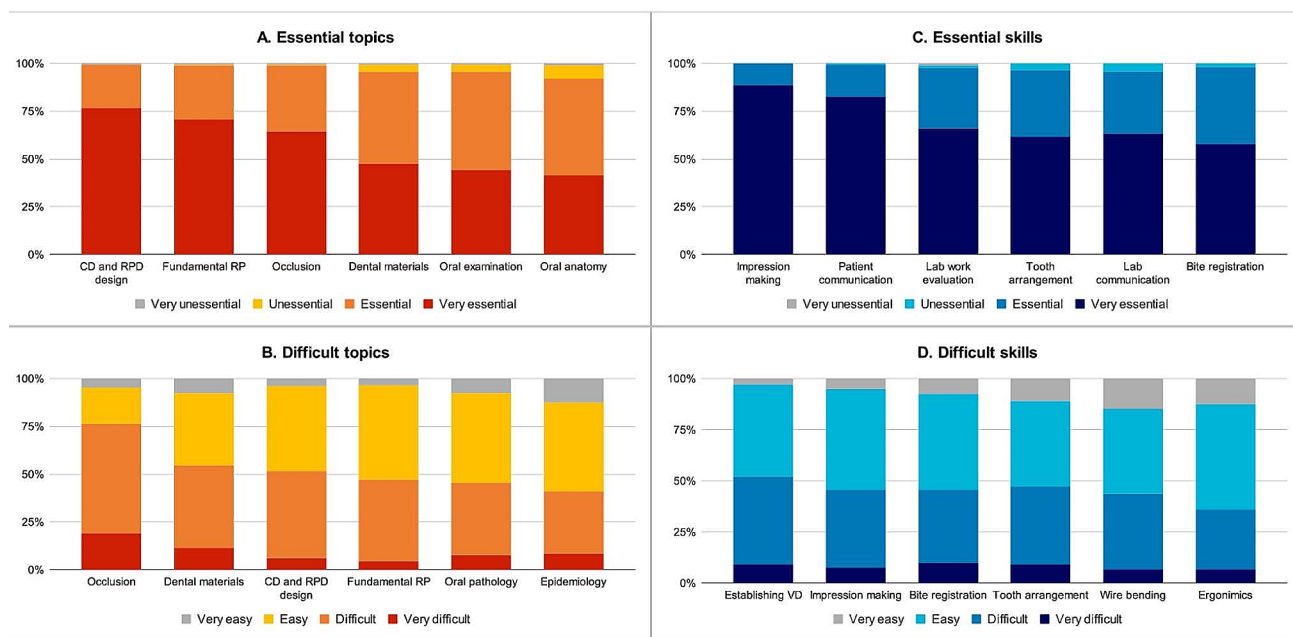 A. Essential topics
100%
75%
50%
25%
0%
CD and RPD design
Fundamental RP
Occlusion
Dental materials
Oral examination
Oral anatomy
Very unessential
Unessential
Essential
Very essential
C. Essential skills
100%
75%
50%
25%
0%
Impression making
Patient communication
Lab work evaluation
Tooth arrangement
Lab communication
Bite registration
Very unessential
Unessential
Essential
Very essential
B. Difficult topics
100%
75%
50%
25%
0%
Occlusion
Dental materials
CD and RPD design
Fundamental RP
Oral pathology
Epidemiology
Very easy
Easy
Difficult
Very difficult
D. Difficult skills
100%
75%
50%
25%
0%
Establishing VD
Impression making
Bite registration
Tooth arrangement
Wire bending
Ergonimics
Very easy
Easy
Difficult
Very difficult